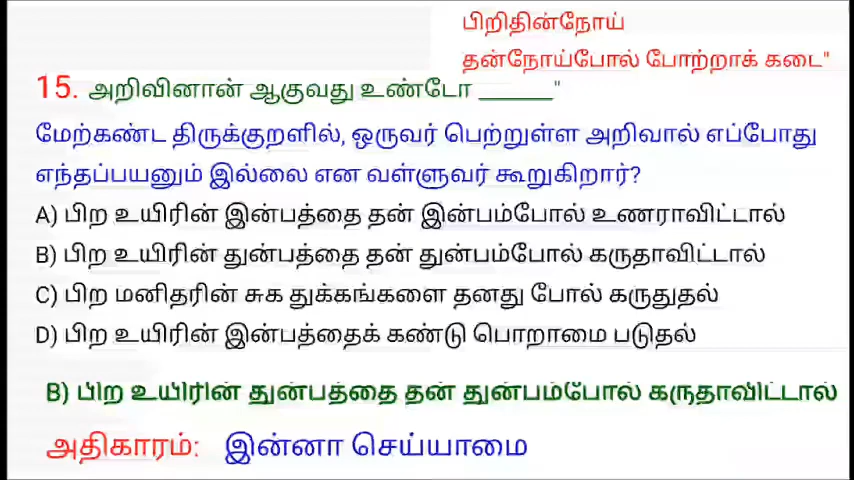 பிறிதின்நோய்
தன்நோய்போல் போற்றாக் கடை"
15. அறிவினான் ஆகுவது உண்டோ ________"
மேற்கண்ட திருக்குறளில், ஒருவர் பெற்றுள்ள அறிவால் எப்போது
எந்தப்பயனும் இல்லை என வள்ளுவர் கூறுகிறார்?
A) பிற உயிரின் இன்பத்தை தன் இன்பம்போல் உணராவிட்டால்
B) பிற உயிரின் துன்பத்தை தன் துன்பம்போல் கருதாவிட்டால்
C) பிற மனிதரின் சுக துக்கங்களை தனது போல் கருதுதல்
D) பிற உயிரின் இன்பத்தைக் கண்டு பொறாமை படுதல்
B) பிற உயிரின் துன்பத்தை தன் துன்பம்போல் கருதாவிட்டால்
அதிகாரம்: இன்னா செய்யாமை